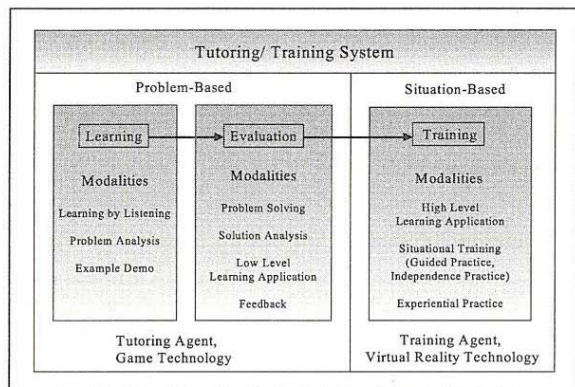 Tutoring/ Training System
Problem-Based
Learning
Modalities
Learning by Listening
Problem Analysis
Example Demo
Evaluation
Modalities
Problem Solving
Solution Analysis
Low Level
Learning Application
Feedback
Tutoring Agent,
Game Technology
Situation-Based
Training
Modalities
High Level
Learning Application
Situational Training
(Guided Practice,
Independence Practice)
Experiential Practice
Training Agent,
Virtual Reality Technology